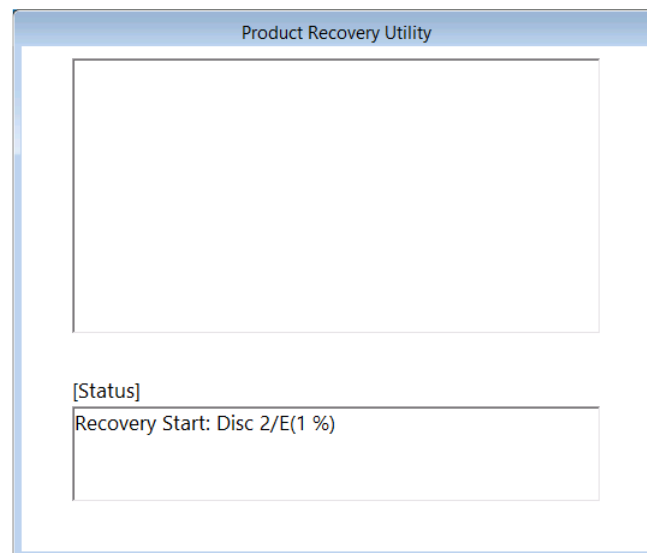 Product Recovery Utility
[Status]
Recovery Start: Disc 2/E(1 %)